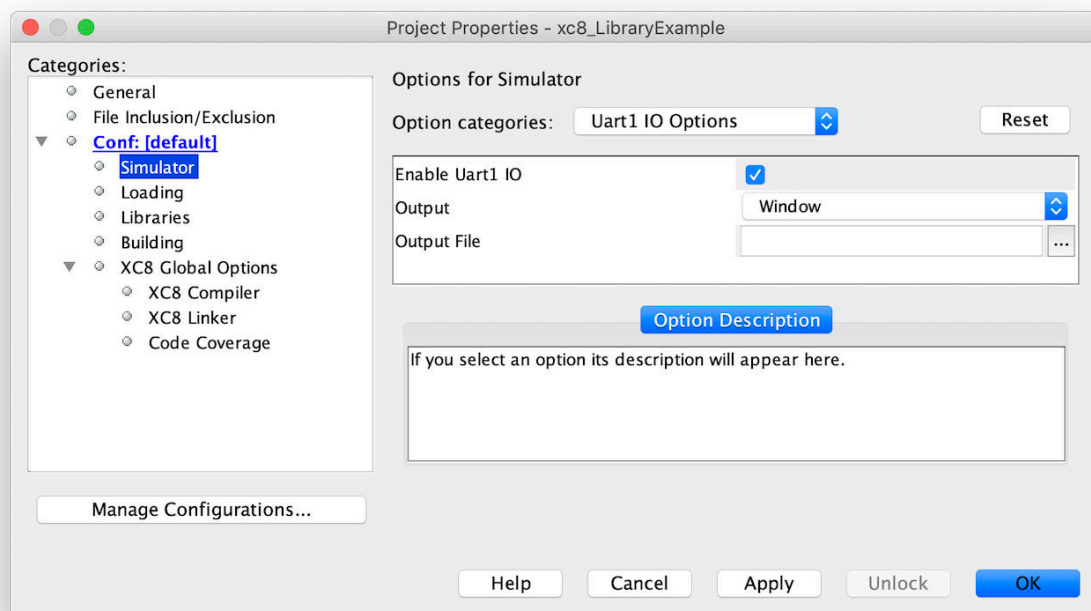 Project Properties - xc8_LibraryExample
Categories:
General
File Inclusion/Exclusion
Conf: [default]
Simulator
Loading
Libraries
Building
XC8 Global Options
XC8 Compiler
XC8 Linker
Code Coverage
Manage Configurations...
Options for Simulator
Option categories: Uart1 IO Options Reset
Enable Uart1 IO
Output Window
Output File ...
Option Description
If you select an option its description will appear here.
Help Cancel Apply Unlock OK